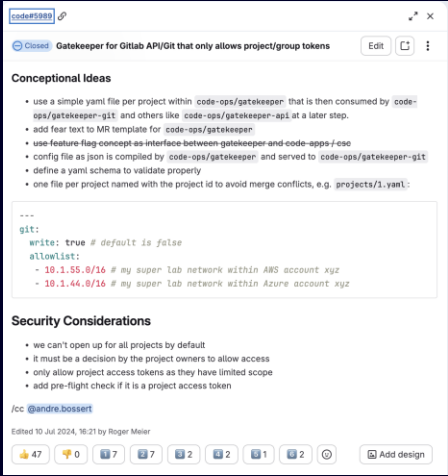 code#5989
Closed Gatekeeper for Gitlab API/Git that only allows project/group tokens Edit
Conceptual Ideas
• use a simple yaml file per project within code-ops/gatekeeper that is then consumed by code-
ops/gatekeeper-git and others like code-ops/gatekeeper-api at a later step.
• add fear text to MR template for code-ops/gatekeeper
• use feature flag concept as interface between gatekeeper and code-apps / csc
• config file as json is compiled by code-ops/gatekeeper and served to code-ops/gatekeeper-git
• define a yaml schema to validate properly
• one file per project named with the project id to avoid merge conflicts, e.g. projects/1.yaml :
---
git:
write: true # default is false
allowlist:
- 10.1.55.0/16 # my super lab network within AWS account xyz
- 10.1.44.0/16 # my super lab network within Azure account xyz
Security Considerations
• we can't open up for all projects by default
• it must be a decision by the project owners to allow access
• only allow project access tokens as they have limited scope
• add pre-flight check if it is a project access token
/cc @andre.bossert
Edited 10 Jul 2024, 16:21 by Roger Meier
👍 47 👎 0 1️⃣ 7 2️⃣ 7 3️⃣ 2 4️⃣ 2 5️⃣ 1 6️⃣ 2 Add design